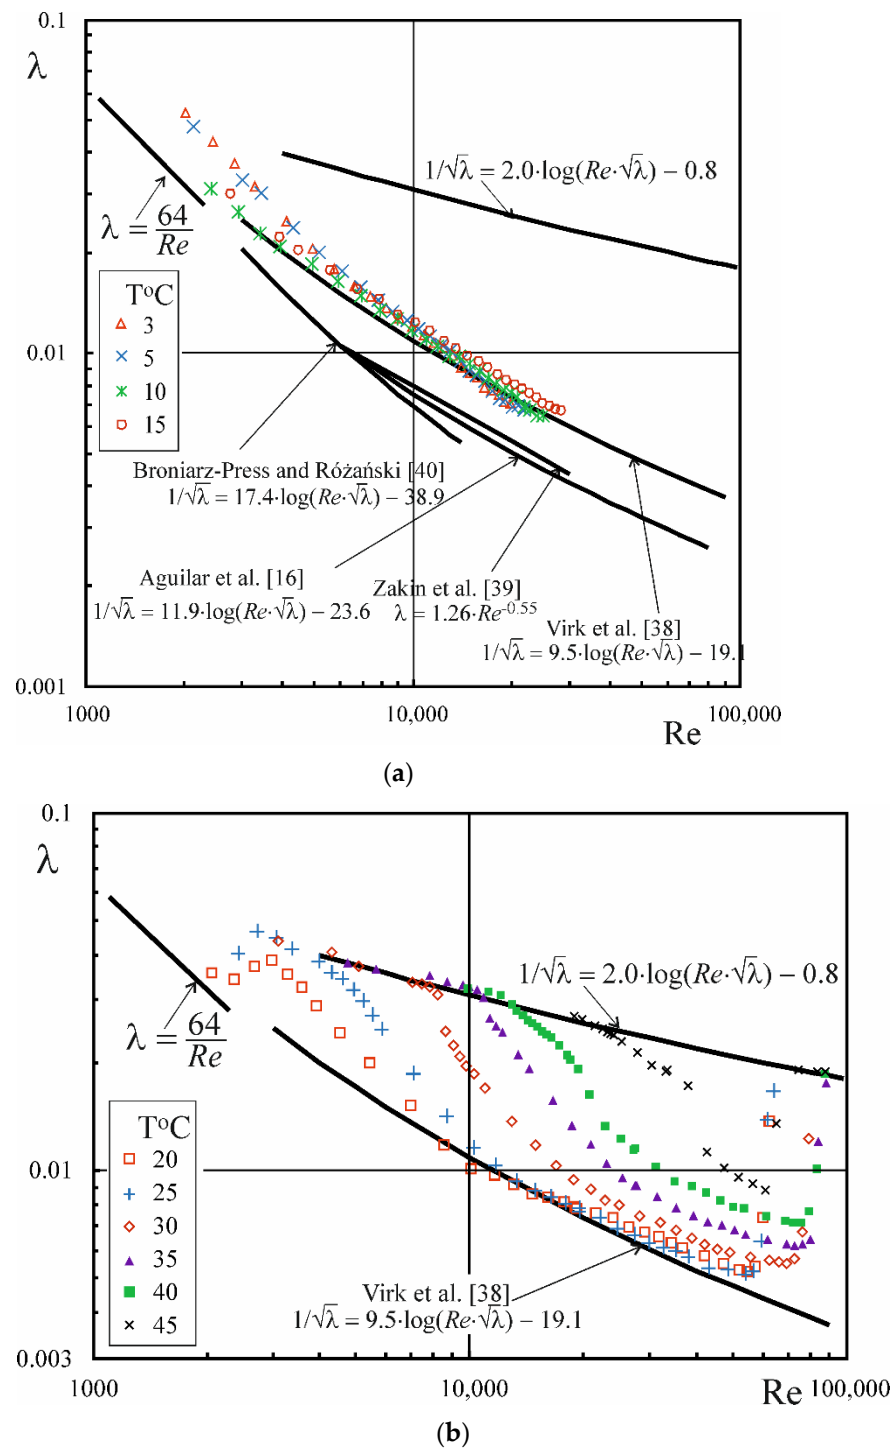 0.1
λ
1/√λ = 2.0·log(Re·√λ) – 0.8
λ = 64/Re
T°C
3
5
10
15
0.01
Broniarz-Press and Różański [40]
1/√λ = 17.4·log(Re·√λ) – 38.9
Aguilar et al. [16]
1/√λ = 11.9·log(Re·√λ) – 23.6
Zakin et al. [39]
λ = 1.26·Re^-0.55
Virk et al. [38]
1/√λ = 9.5·log(Re·√λ) – 19.1
0.001
1000
10,000
100,000
Re
(a)
0.1
λ
1/√λ = 2.0·log(Re·√λ) – 0.8
λ = 64/Re
T°C
20
25
30
35
40
45
0.01
Virk et al. [38]
1/√λ = 9.5·log(Re·√λ) – 19.1
0.003
1000
10,000
Re
100,000
(b)